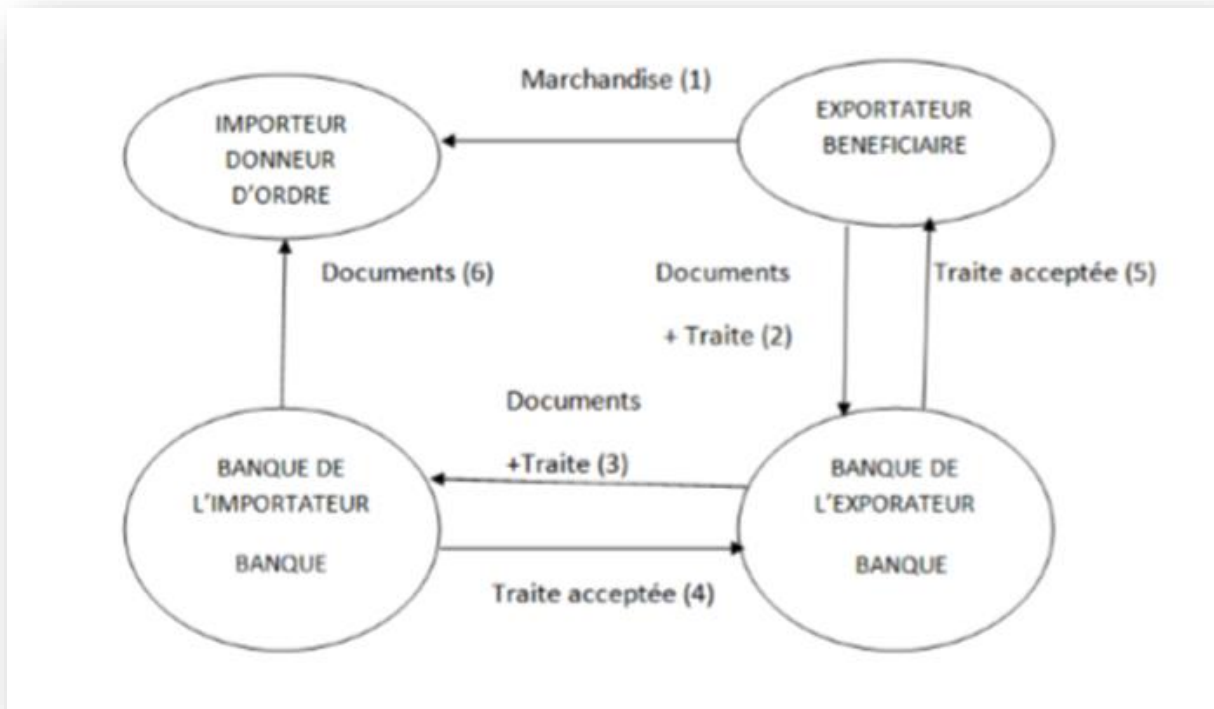 Marchandise (1)
IMPORTEUR
DONNEUR
D'ORDRE
EXPORTATEUR
BENEFICIAIRE
Documents (6)
Documents
+ Traite (2)
Traite acceptée (5)
Documents
+Traite (3)
BANQUE DE
L'IMPORTATEUR
BANQUE
BANQUE DE
L'EXPORATEUR
BANQUE
Traite acceptée (4)